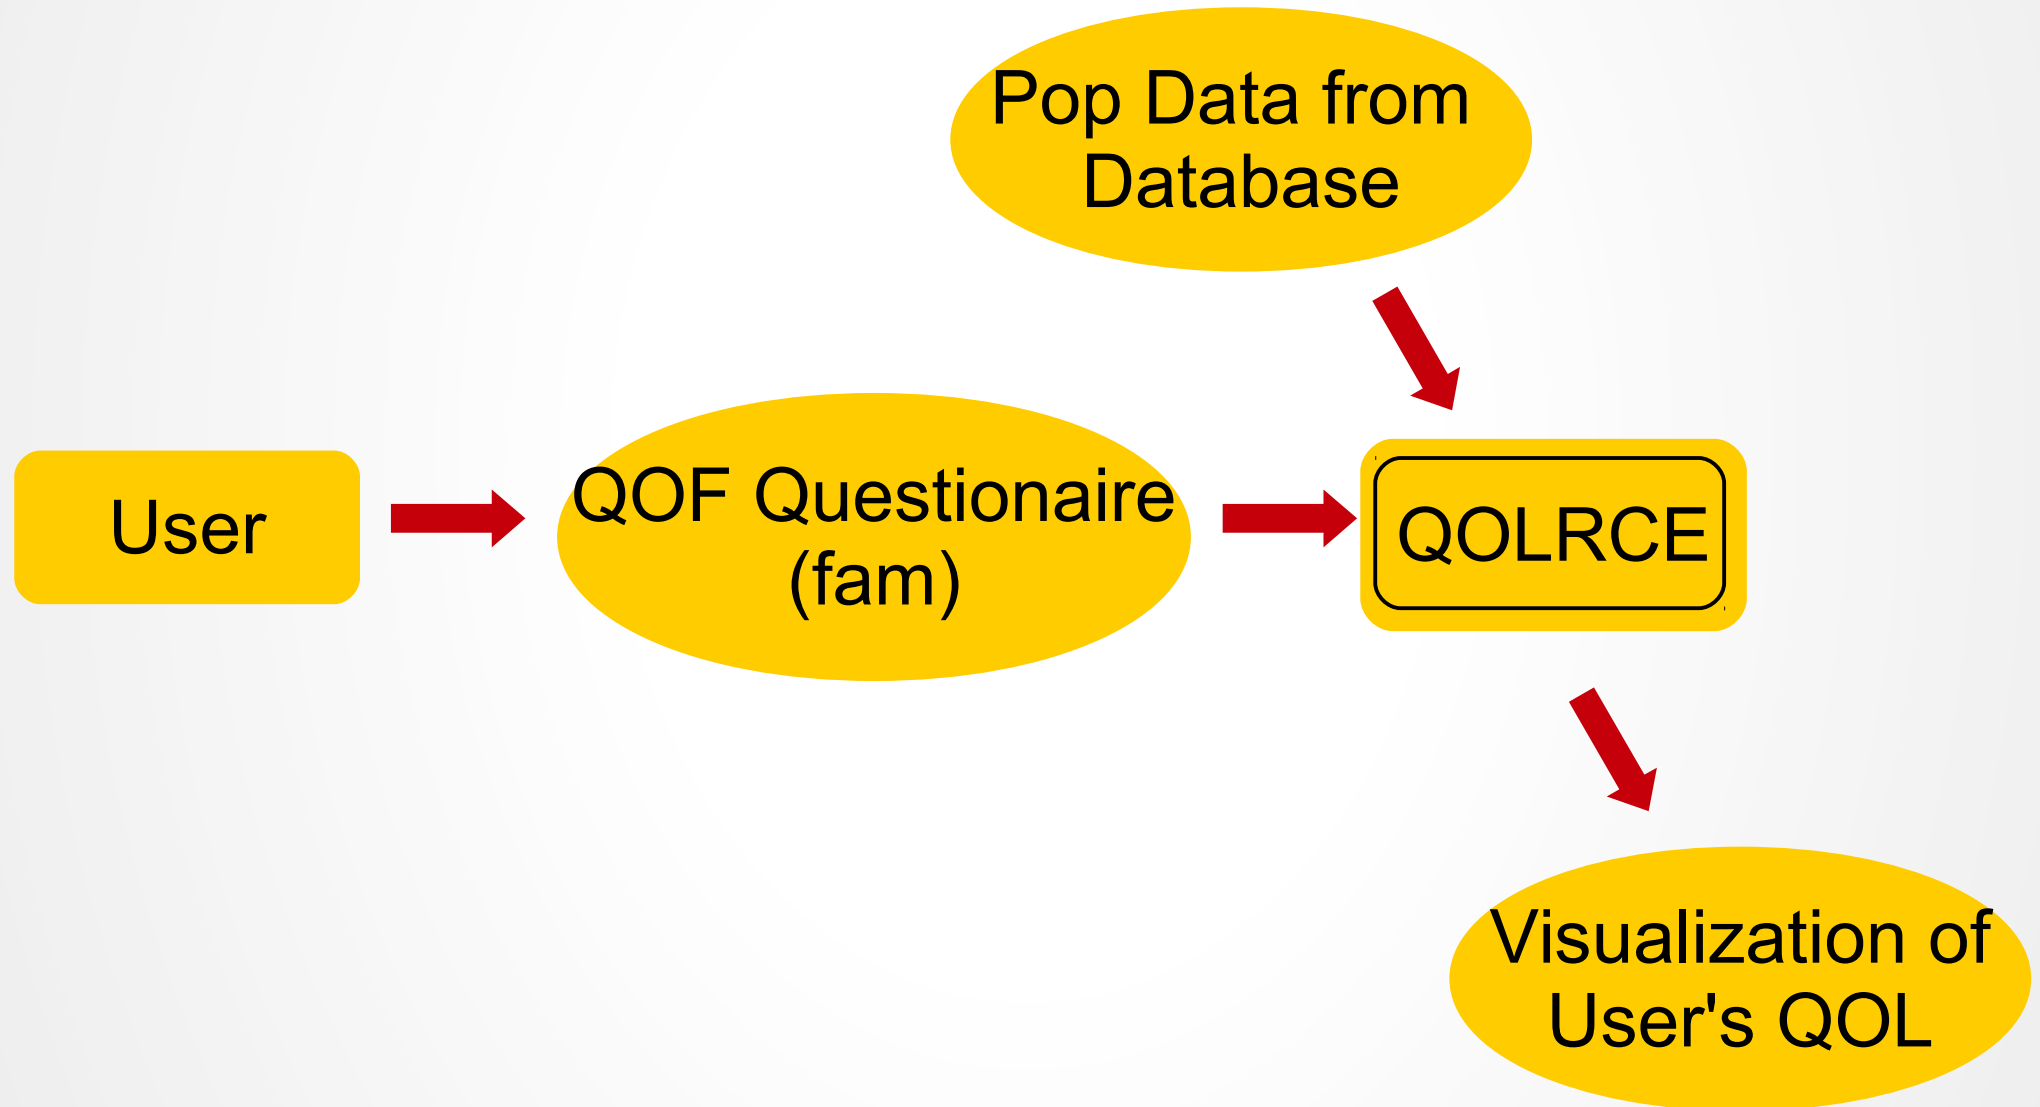 Pop Data from
Database
User
QOF Questionaire
(fam)
QOLRCE
Visualization of
User's QOL